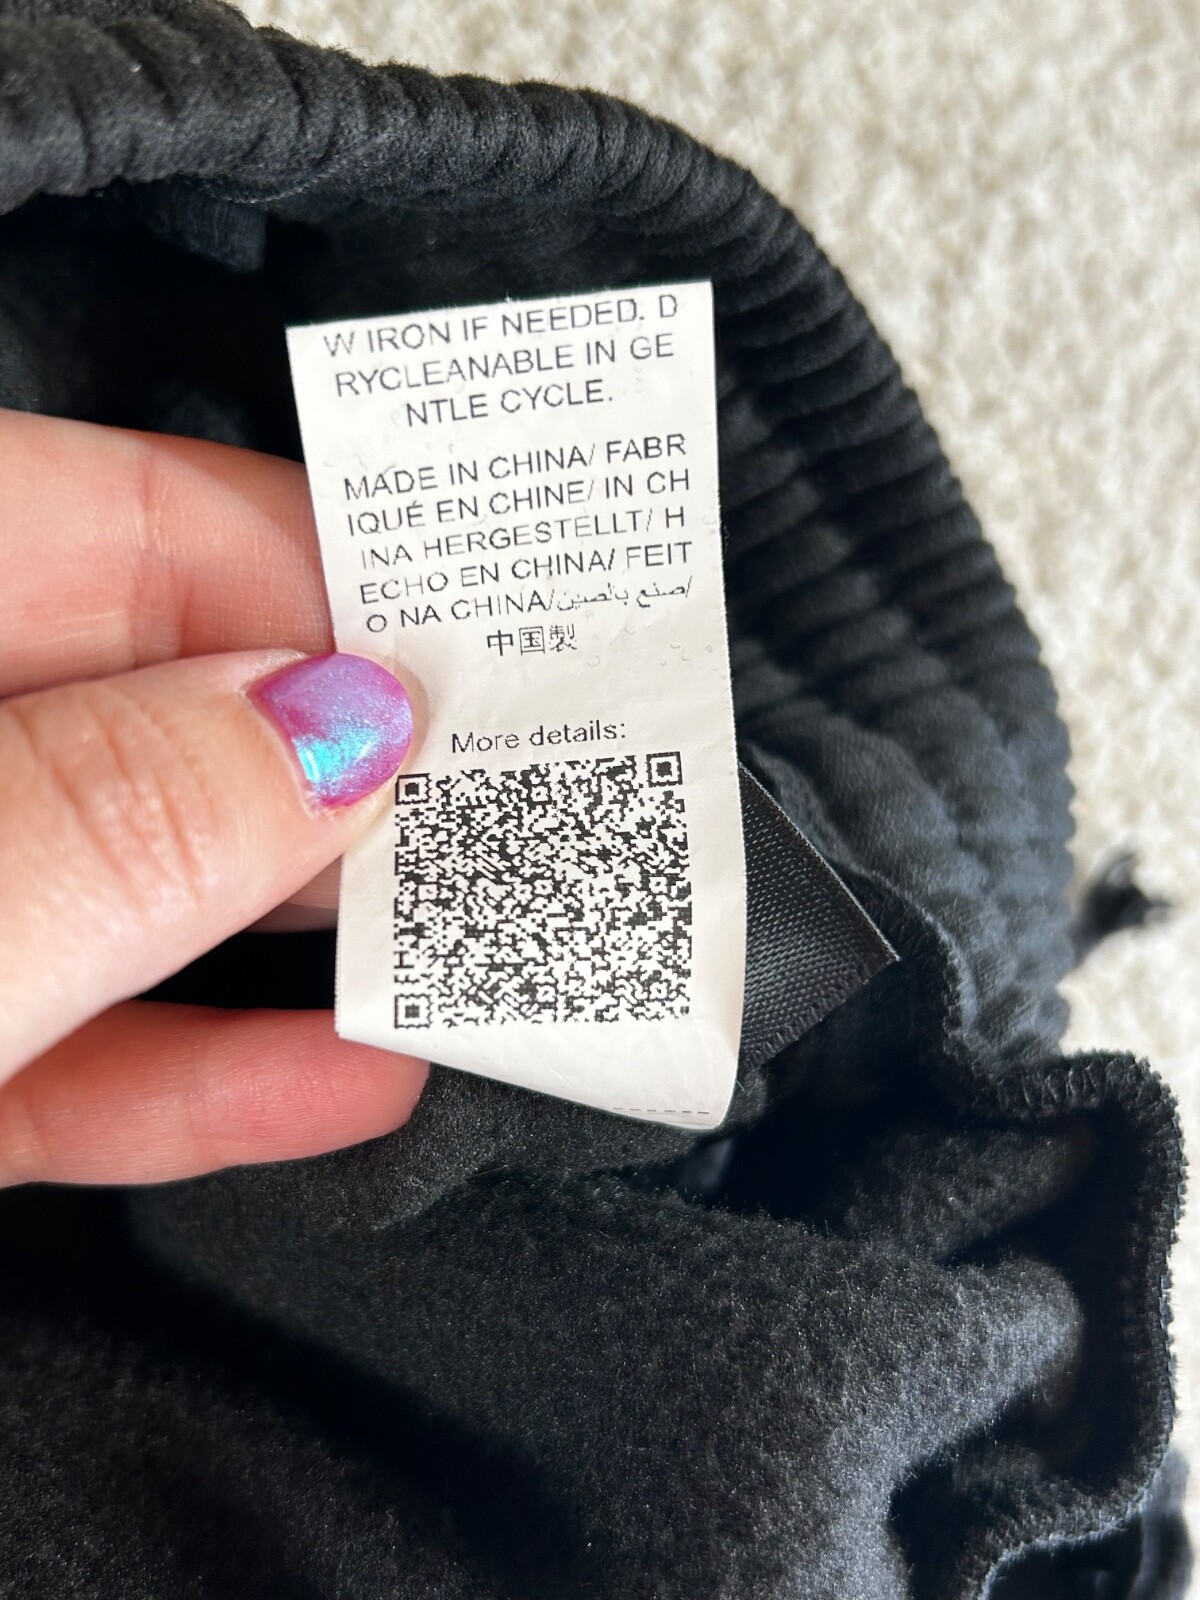 W IRON IF NEEDED. D
RYCLEANABLE IN GE
NTLE CYCLE.
MADE IN CHINA/ FABR
IQUÉ EN CHINE/ IN CH
INA HERGESTELLT/ H
ECHO EN CHINA/ FEIT
O NA CHINA/صنع بالصين/
中国製
More details: